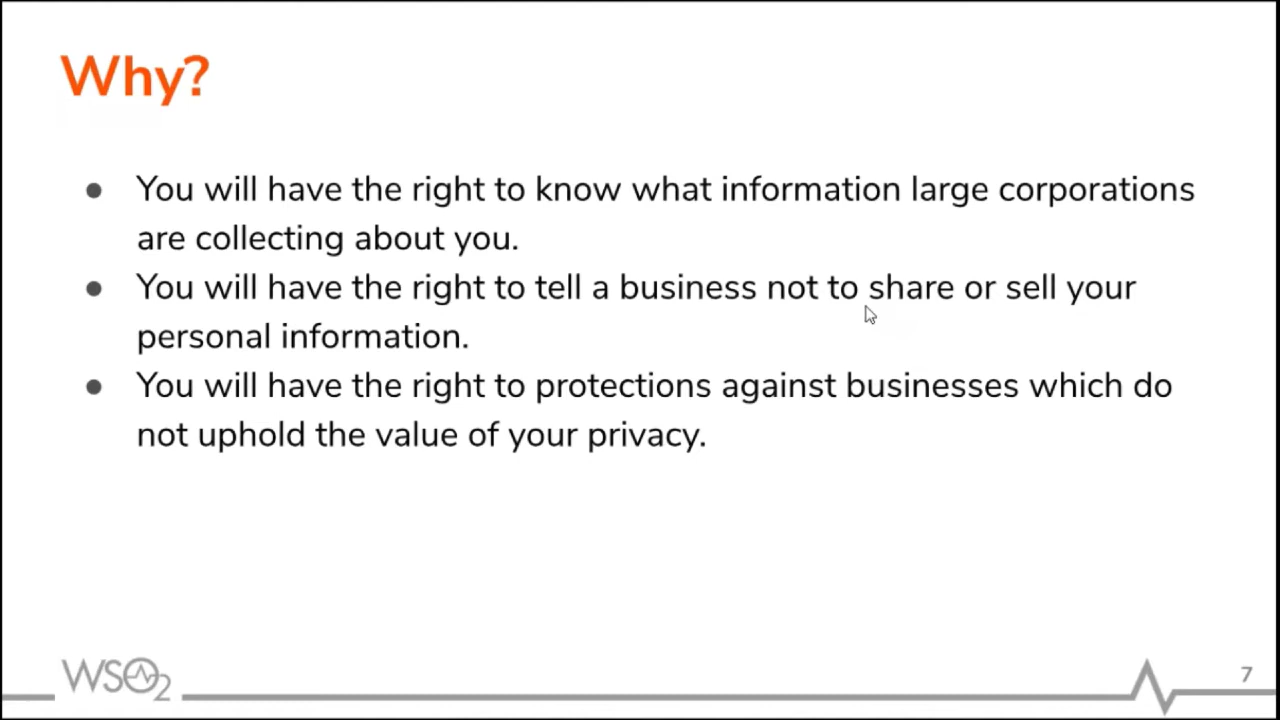 Why?
● You will have the right to know what information large corporations
are collecting about you.
● You will have the right to tell a business not to share or sell your
personal information.
● You will have the right to protections against businesses which do
not uphold the value of your privacy.
WSO2
7